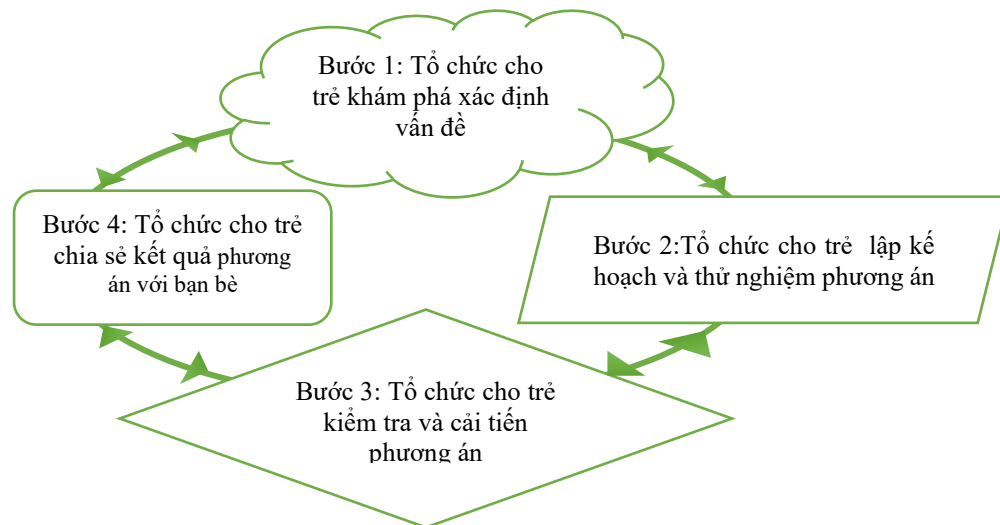 Bước 1: Tổ chức cho
trẻ khám phá xác định
vấn đề
Bước 2:Tổ chức cho trẻ lập kế
hoạch và thử nghiệm phương án
Bước 3: Tổ chức cho trẻ
kiểm tra và cải tiến
phương án
Bước 4: Tổ chức cho trẻ
chia sẻ kết quả phương
án với bạn bè